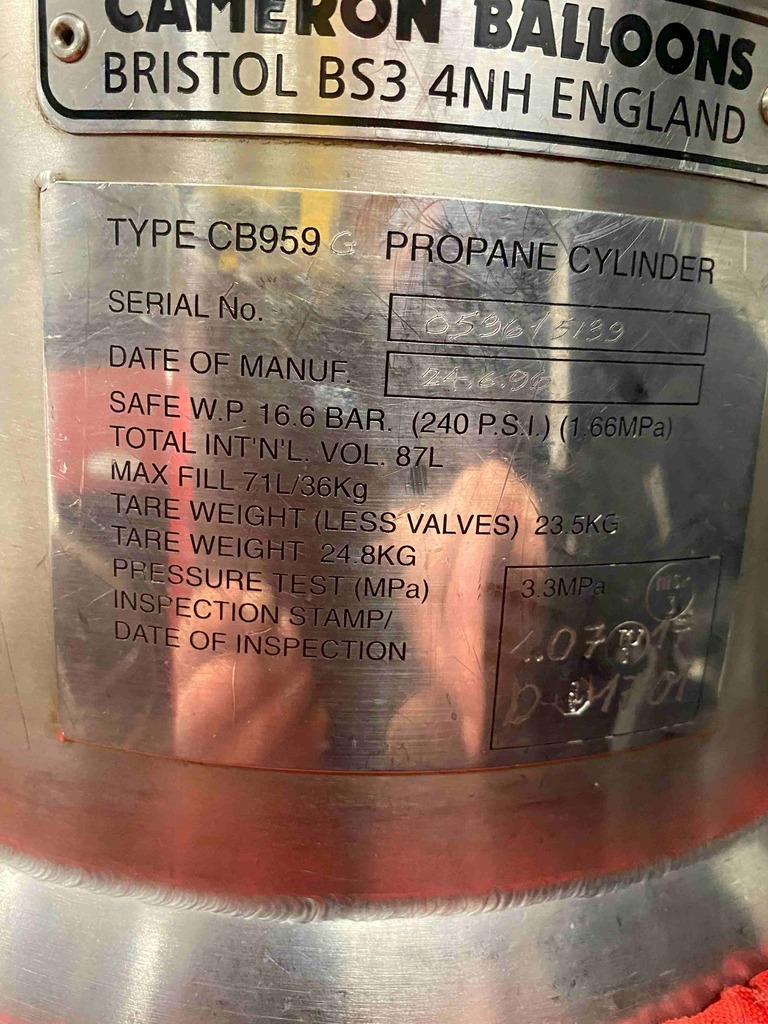 CAMERON BALLOONS
BRISTOL BS3 4NH ENGLAND
TYPE CB959 G PROPANE CYLINDER
SERIAL No.
DATE OF MANUF.
SAFE W.P. 16.6 BAR. (240 P.S.I.) (1.66MPa)
TOTAL INT'N'L. VOL. 87L
MAX FILL 71L/36Kg
TARE WEIGHT (LESS VALVES) 23.5KG
TARE WEIGHT 24.8KG
PRESSURE TEST (MPa) 3.3MPa
INSPECTION STAMP/
DATE OF INSPECTION